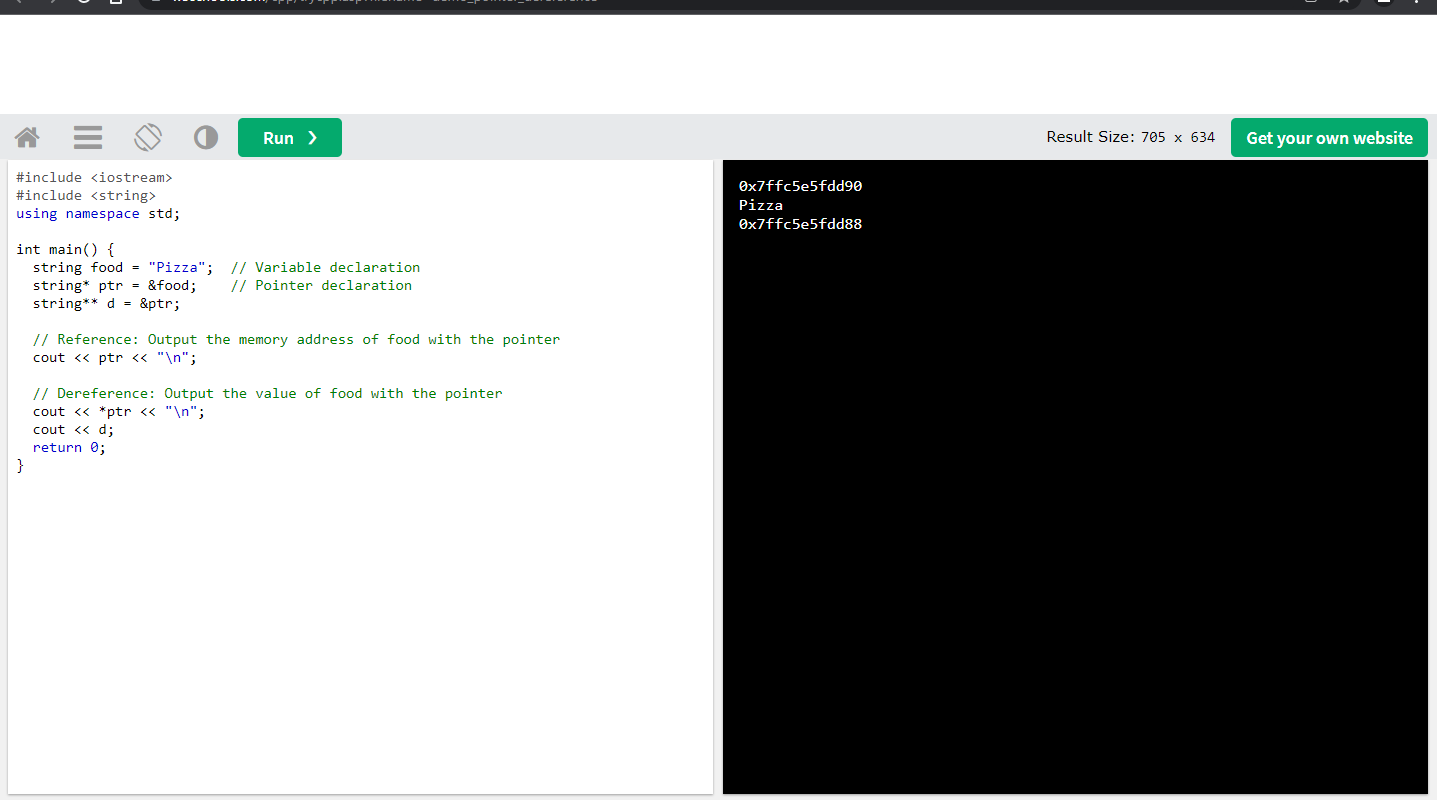 Run ❯
Result Size: 705 x 634
Get your own website
#include <iostream>
#include <string>
using namespace std;
int main() {
  string food = "Pizza";  // Variable declaration
  string* ptr = &food;    // Pointer declaration
  string** d = &ptr;
  // Reference: Output the memory address of food with the pointer
  cout << ptr << "\n";
  // Dereference: Output the value of food with the pointer
  cout << *ptr << "\n";
  cout << d;
  return 0;
}
0x7ffc5e5fdd90
Pizza
0x7ffc5e5fdd88